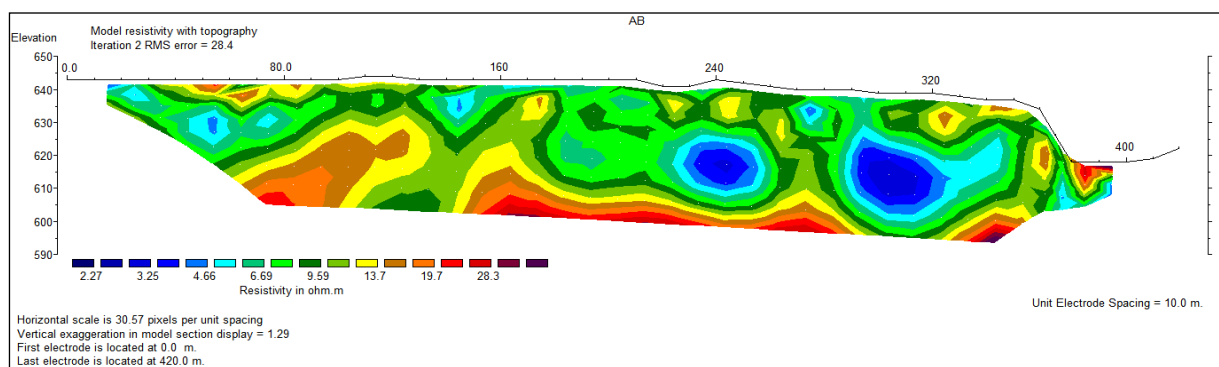 AB
Model resistivity with topography
Elevation
Iteration 2 RMS error = 28.4
650
0.0 80.0 160 240 320
640
630
620
400
610
600
590
2.27 3.25 4.66 6.69 9.59 13.7 19.7 28.3
Resistivity in ohm.m
Unit Electrode Spacing = 10.0 m.
Horizontal scale is 30.57 pixels per unit spacing
Vertical exaggeration in model section display = 1.29
First electrode is located at 0.0 m.
Last electrode is located at 420.0 m.